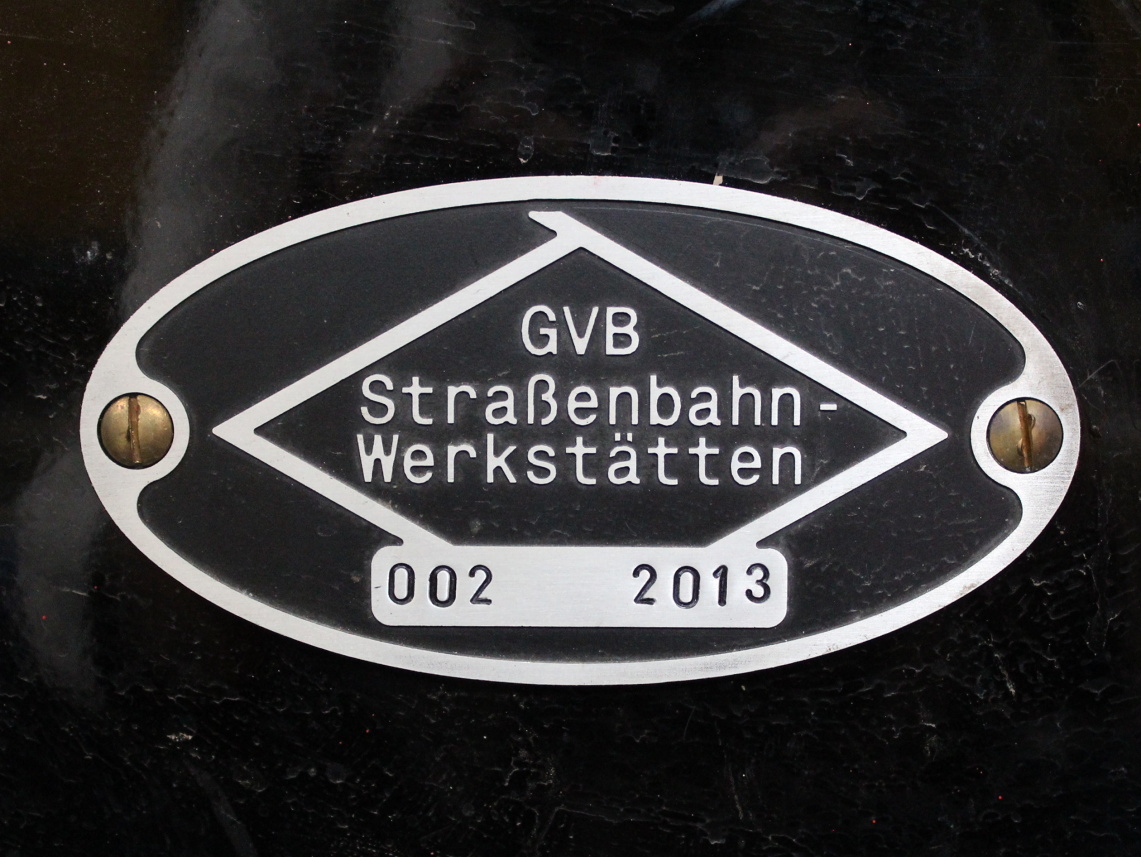 GVB
Straßenbahn-
Werkstätten
002 2013